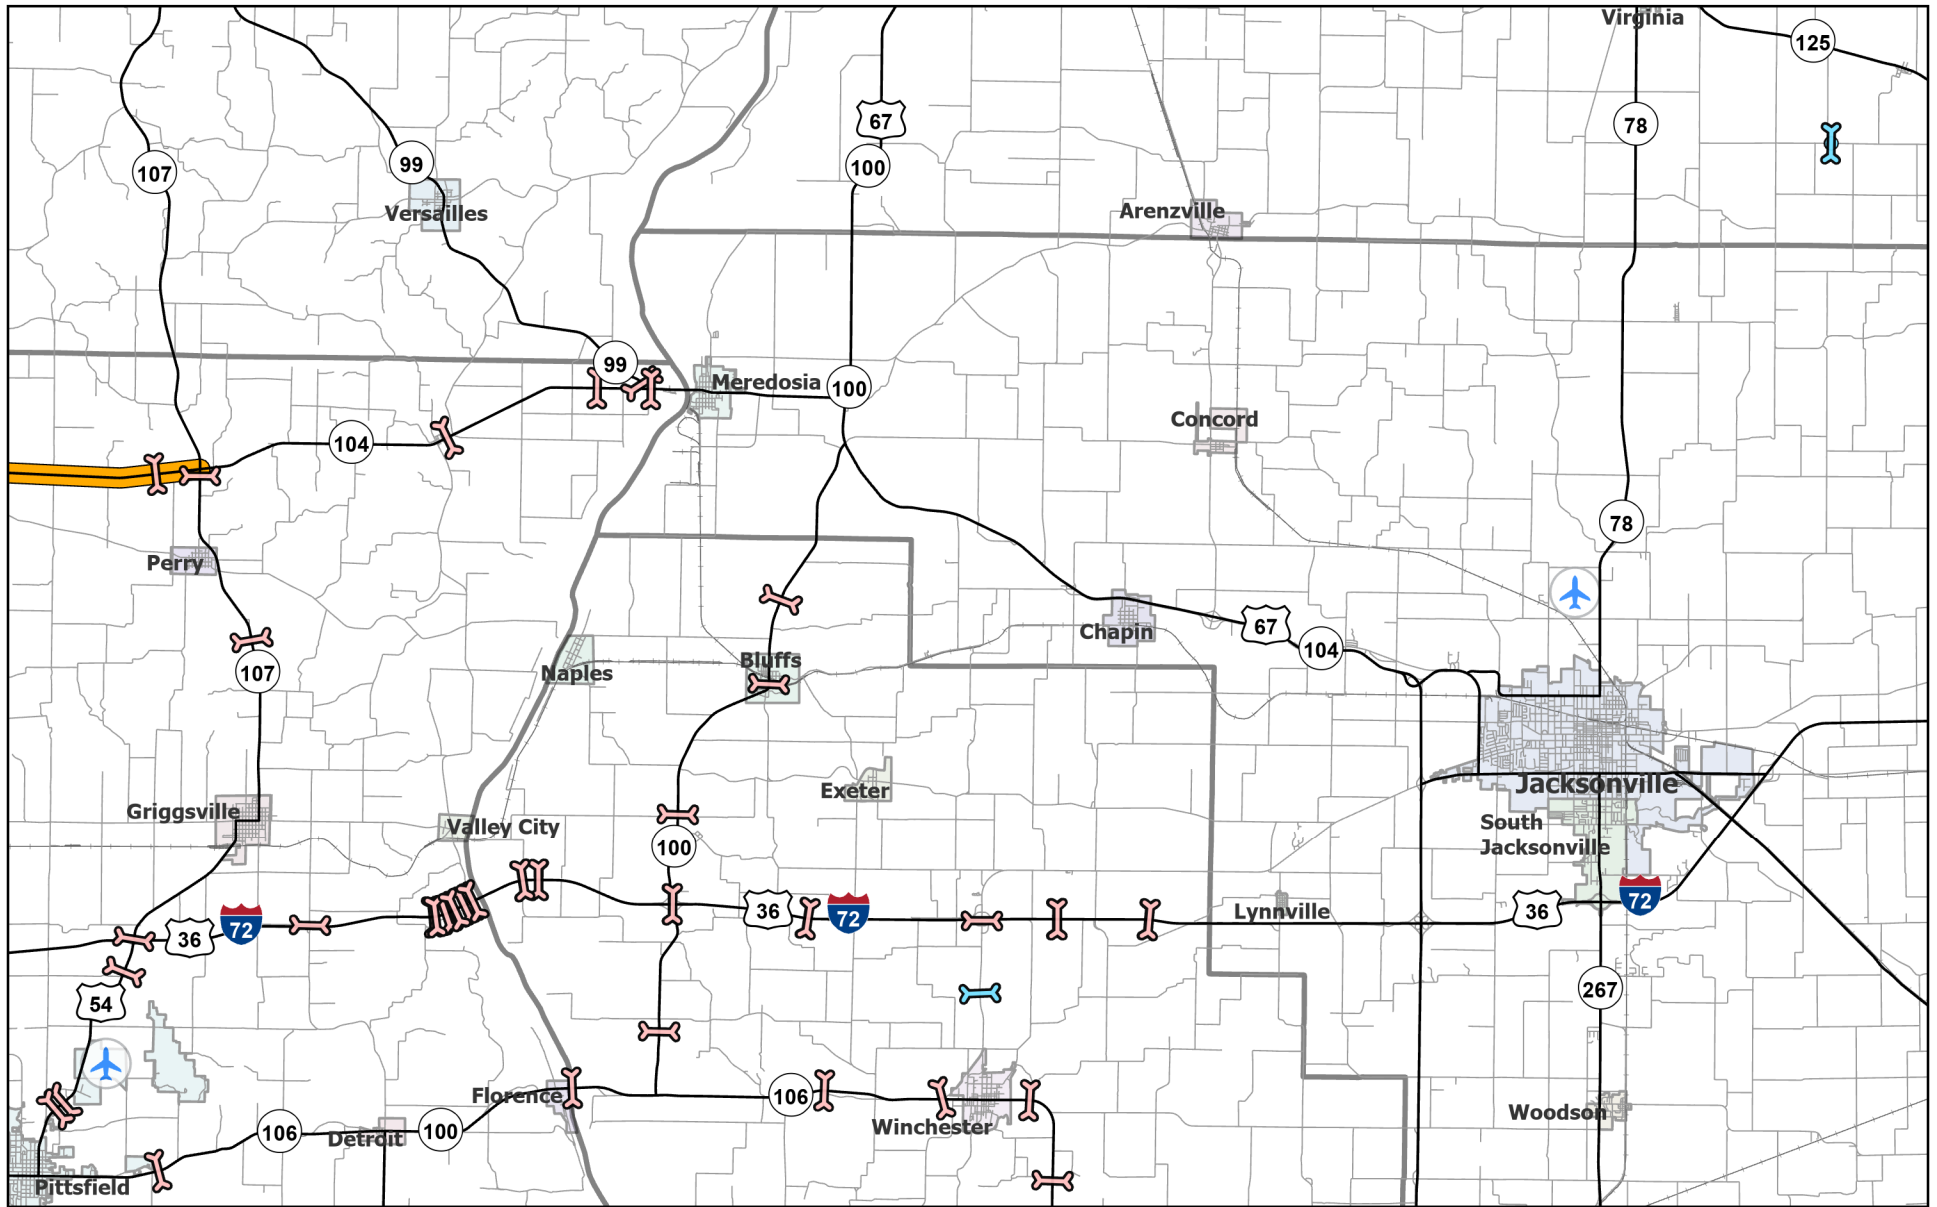 Virginia
125
67
78
99
100
107
Versailles
Arenzville
99
Meredosia
100
Concord
104
78
Perry
Chapin
67
104
Bluffs
Naples
107
Jacksonville
Exeter
Griggsville
Valley City
South
Jacksonville
100
36
72
36
72
Lynnville
36
72
267
54
Florence
106
Winchester
Woodson
106
Detroit
100
Pittsfield